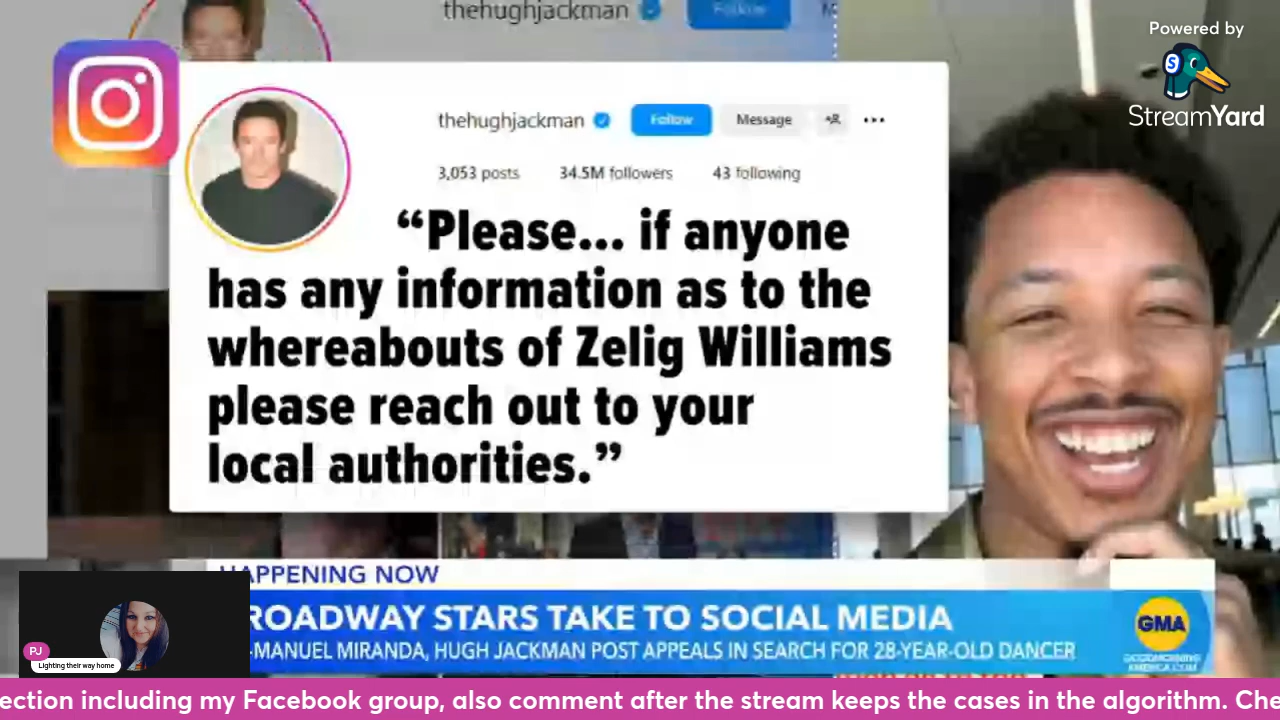 thehughjackman
Follow
Powered by
StreamYard
thehughjackman Follow Message
3,053 posts 34.5M followers 43 following
“Please... if anyone
has any information as to the
whereabouts of Zelig Williams
please reach out to your
local authorities.”
HAPPENING NOW
ROADWAY STARS TAKE TO SOCIAL MEDIA
-MANUEL MIRANDA, HUGH JACKMAN POST APPEALS IN SEARCH FOR 28-YEAR-OLD DANCER
GMA
GOODMORNING
AMERICA.COM
PJ
Lighting their way home
ection including my Facebook group, also comment after the stream keeps the cases in the algorithm. Che